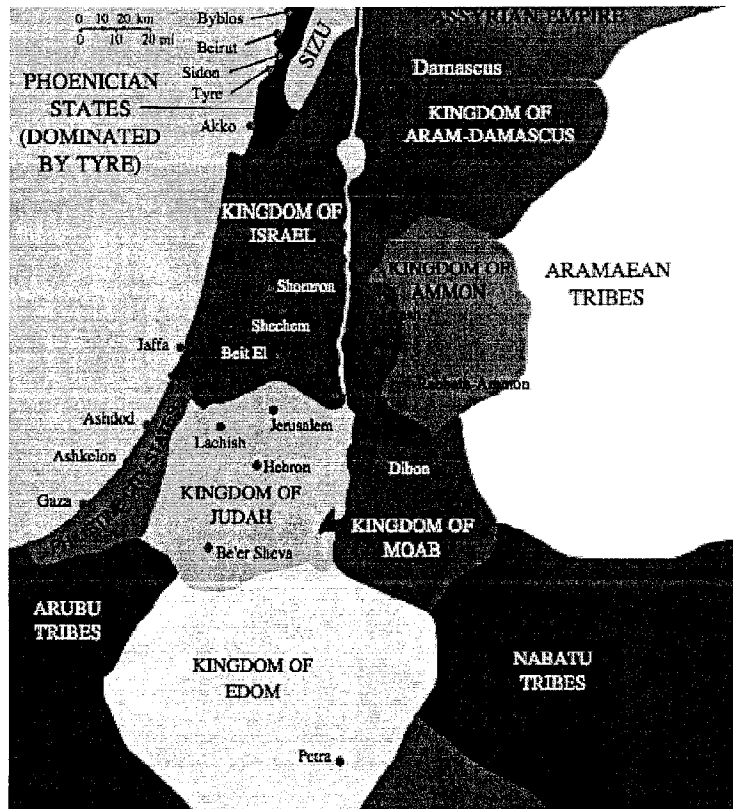 0 10 20 km
0 10 20 mi
Byblos
Beirut
Sidon
Tyre
SIZU
ASSYRIAN EMPIRE
Damascus
PHOENICIAN
STATES
(DOMINATED
BY TYRE)
Akko
KINGDOM OF
ARAM-DAMASCUS
KINGDOM OF
ISRAEL
KINGDOM OF
AMMON
ARAMAEAN
TRIBES
Shomron
Shechem
Jaffa
Beit El
Ashdod
Jerusalem
Lachish
Ashkelon
Hebron
Dibon
Gaza
KINGDOM OF
JUDAH
KINGDOM OF
MOAB
Be'er Sheva
ARUBU
TRIBES
KINGDOM OF
EDOM
NABATU
TRIBES
Petra